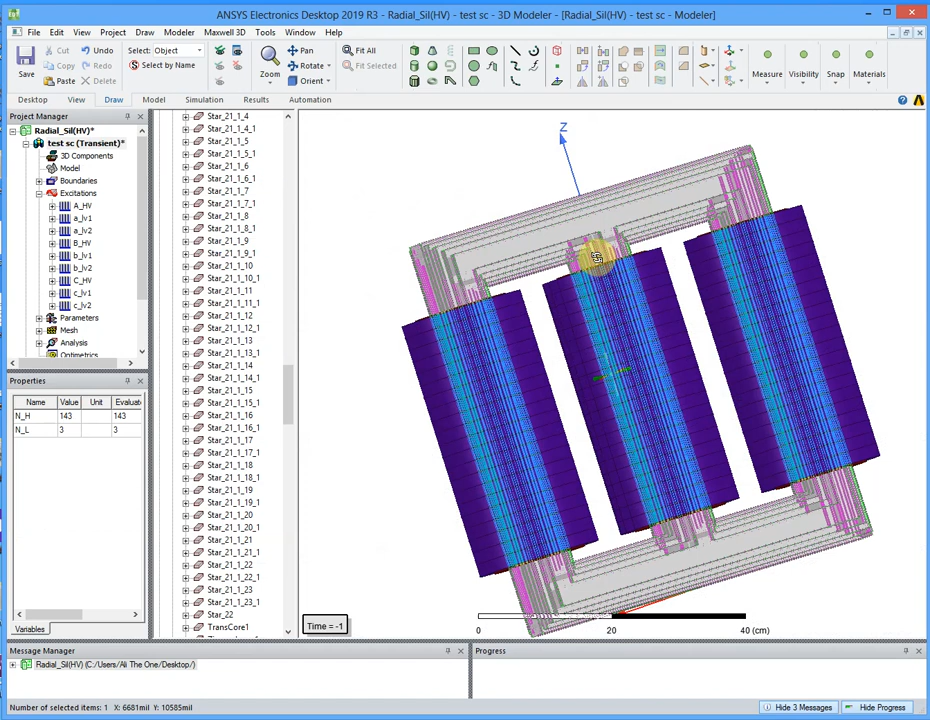 ANSYS Electronics Desktop 2019 R3 - Radial_Sil(HV) - test sc - 3D Modeler - [Radial_Sil(HV) - test sc - Modeler]
File Edit View Project Draw Modeler Maxwell 3D Tools Window Help
Save
Cut Undo
Copy Redo
Paste Delete
Select: Object
Select by Name
Zoom
Pan
Rotate
Orient
Fit All
Fit Selected
Measure Visibility Snap Materials
Desktop View Draw Model Simulation Results Automation
Project Manager
Radial_Sil(HV)*
test sc (Transient)*
3D Components
Model
Boundaries
Excitations
A_HV
a_lv1
a_lv2
B_HV
b_lv1
b_lv2
C_HV
c_lv1
c_lv2
Parameters
Mesh
Analysis
Optimetrics
Properties
Name Value Unit Evaluat
N_H 143 143
N_L 3 3
Variables
Star_21_1_4
Star_21_1_4_1
Star_21_1_5
Star_21_1_5_1
Star_21_1_6
Star_21_1_6_1
Star_21_1_7
Star_21_1_7_1
Star_21_1_8
Star_21_1_8_1
Star_21_1_9
Star_21_1_9_1
Star_21_1_10
Star_21_1_10_1
Star_21_1_11
Star_21_1_11_1
Star_21_1_12
Star_21_1_12_1
Star_21_1_13
Star_21_1_13_1
Star_21_1_14
Star_21_1_14_1
Star_21_1_15
Star_21_1_15_1
Star_21_1_16
Star_21_1_16_1
Star_21_1_17
Star_21_1_17_1
Star_21_1_18
Star_21_1_18_1
Star_21_1_19
Star_21_1_19_1
Star_21_1_20
Star_21_1_20_1
Star_21_1_21
Star_21_1_21_1
Star_21_1_22
Star_21_1_22_1
Star_21_1_23
Star_21_1_23_1
Star_22
TransCore1
Z
Time = -1
0 20 40 (cm)
Message Manager
Radial_Sil(HV) (C:/Users/Ali The One/Desktop/)
Progress
Number of selected items: 1 X: 6681mil Y: 10585mil
Hide 3 Messages Hide Progress